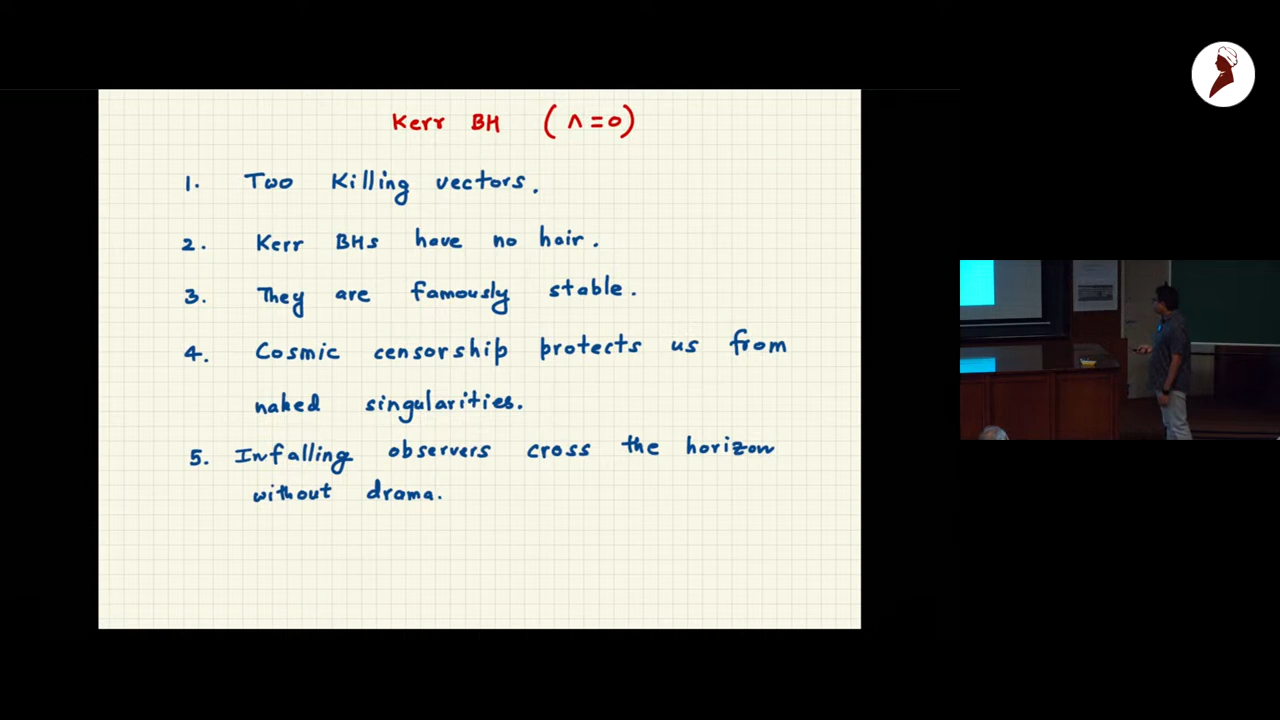 Kerr BH (Λ=0)
1. Two Killing vectors.
2. Kerr BHs have no hair.
3. They are famously stable.
4. Cosmic censorship protects us from
naked singularities.
5. Infalling observers cross the horizon
without drama.